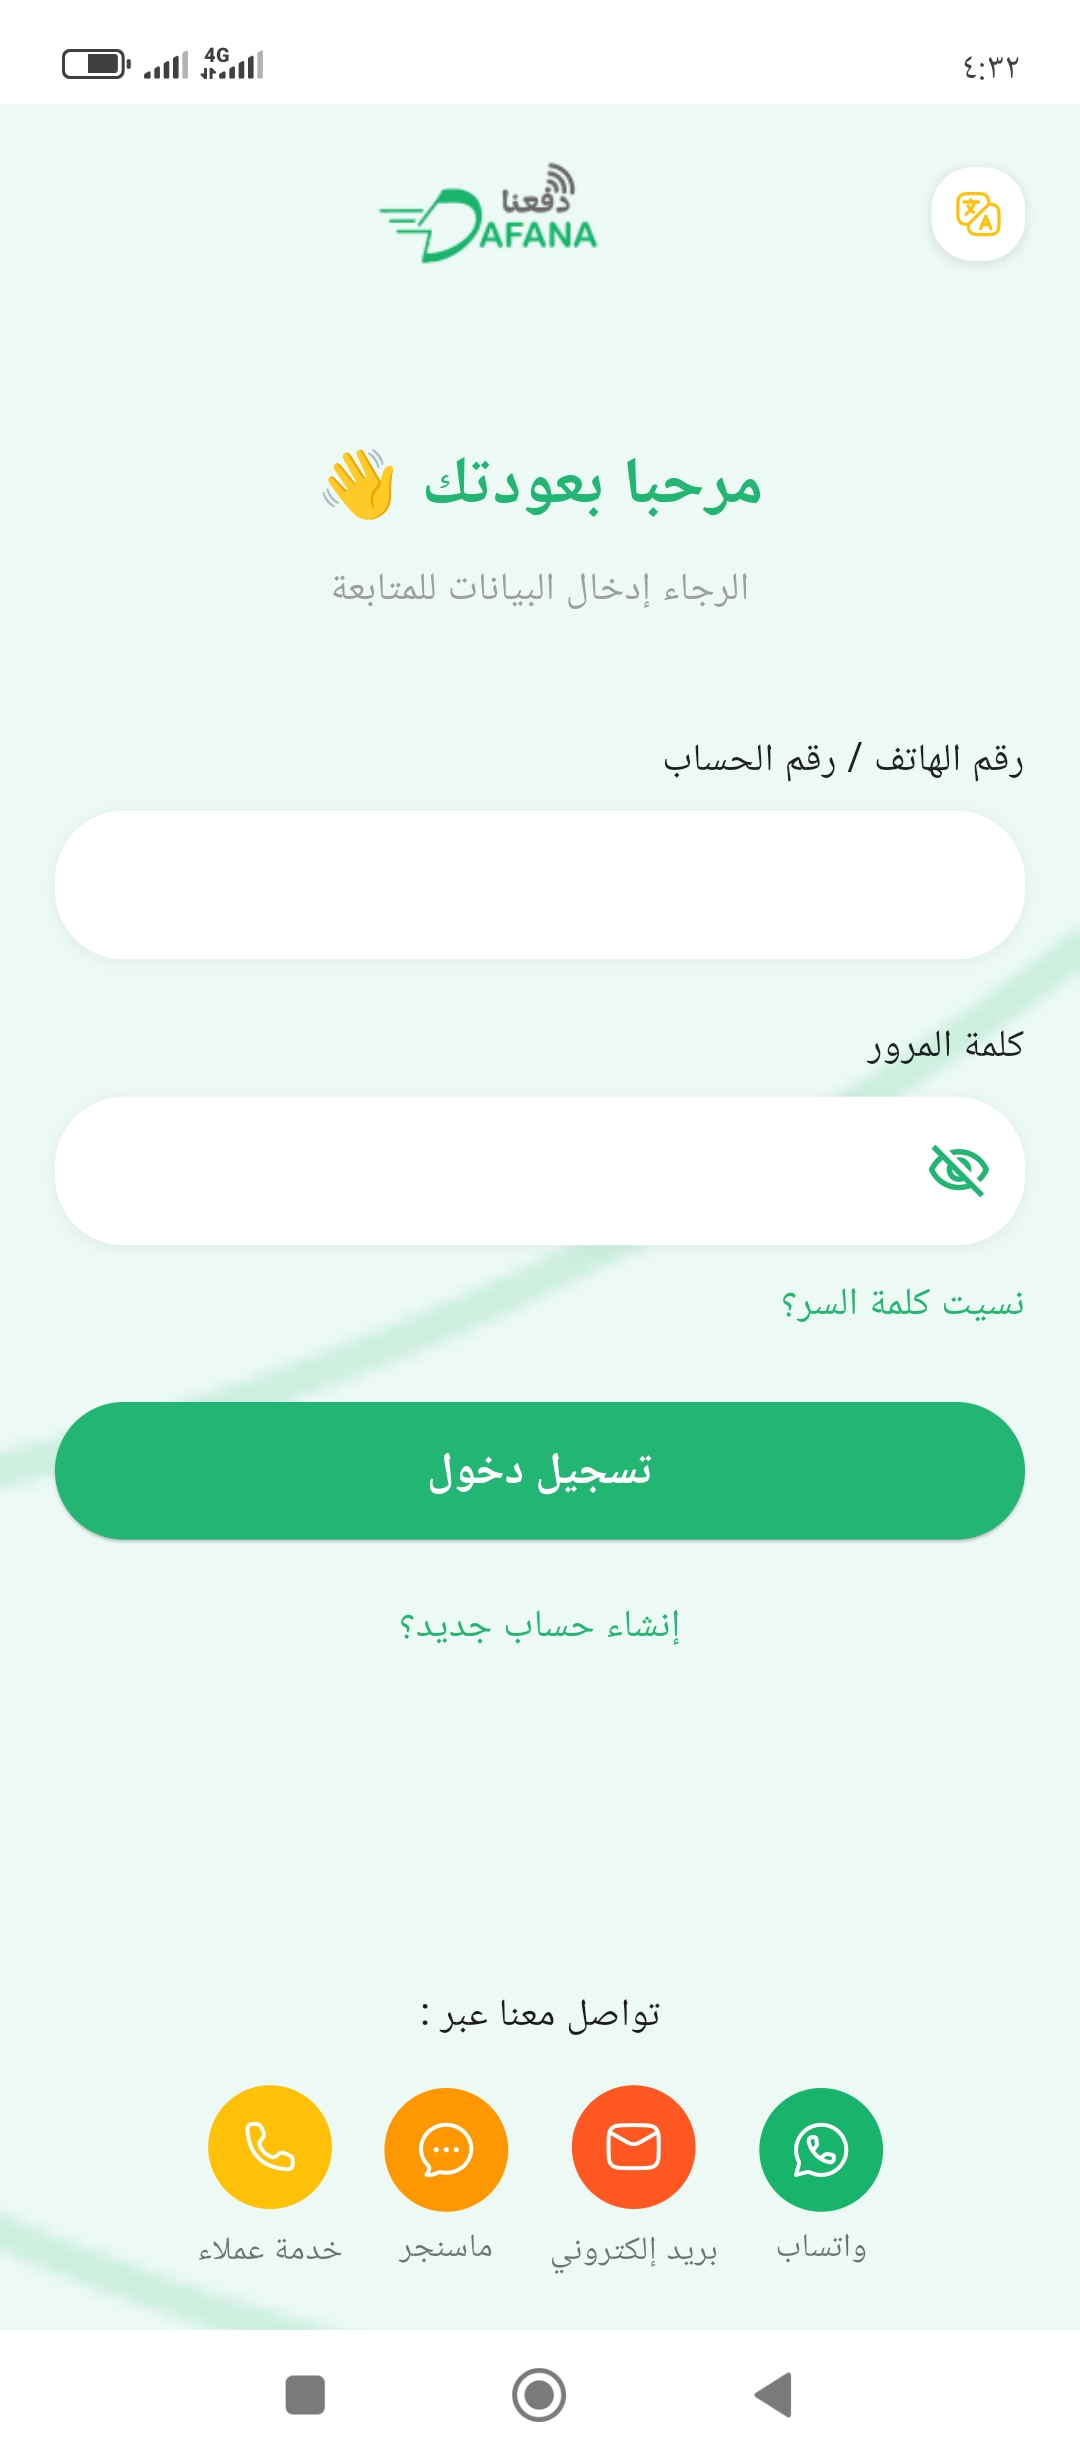 ٤:٣٢
4G
دفعنا
DAFANA
مرحبا بعودتك 👋
الرجاء إدخال البيانات للمتابعة
رقم الهاتف / رقم الحساب
كلمة المرور
نسيت كلمة السر؟
تسجيل دخول
إنشاء حساب جديد؟
تواصل معنا عبر :
واتساب
بريد إلكتروني
ماسنجر
خدمة عملاء